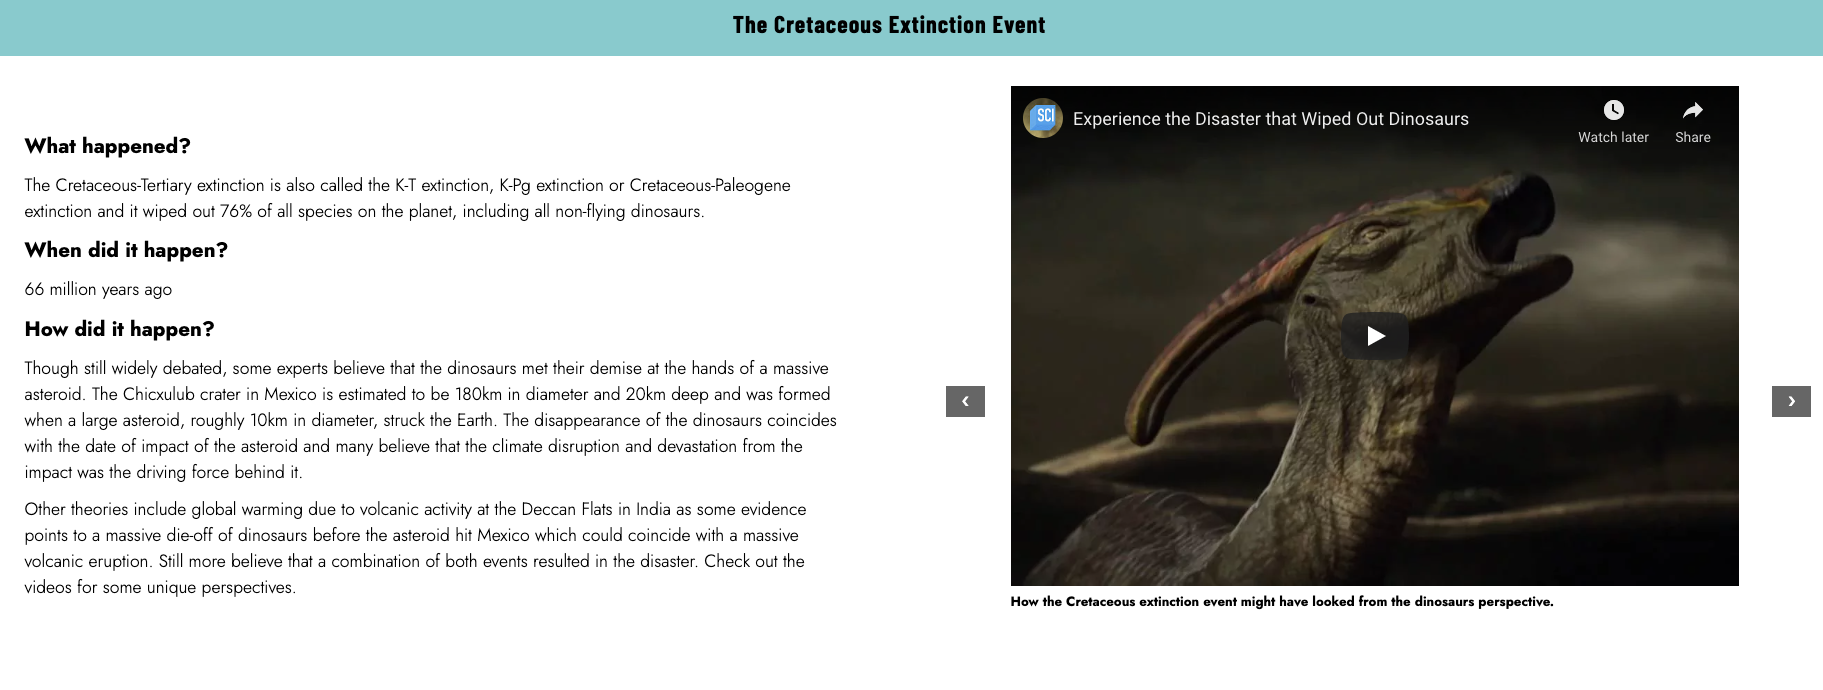 The Cretaceous Extinction Event
What happened?
The Cretaceous-Tertiary extinction is also called the K-T extinction, K-Pg extinction or Cretaceous-Paleogene
extinction and it wiped out 76% of all species on the planet, including all non-flying dinosaurs.
When did it happen?
66 million years ago
How did it happen?
Though still widely debated, some experts believe that the dinosaurs met their demise at the hands of a massive
asteroid. The Chicxulub crater in Mexico is estimated to be 180km in diameter and 20km deep and was formed
when a large asteroid, roughly 10km in diameter, struck the Earth. The disappearance of the dinosaurs coincides
with the date of impact of the asteroid and many believe that the climate disruption and devastation from the
impact was the driving force behind it.
Other theories include global warming due to volcanic activity at the Deccan Flats in India as some evidence
points to a massive die-off of dinosaurs before the asteroid hit Mexico which could coincide with a massive
volcanic eruption. Still more believe that a combination of both events resulted in the disaster. Check out the
videos for some unique perspectives.
SCI
Experience the Disaster that Wiped Out Dinosaurs
Watch later
Share
How the Cretaceous extinction event might have looked from the dinosaurs perspective.